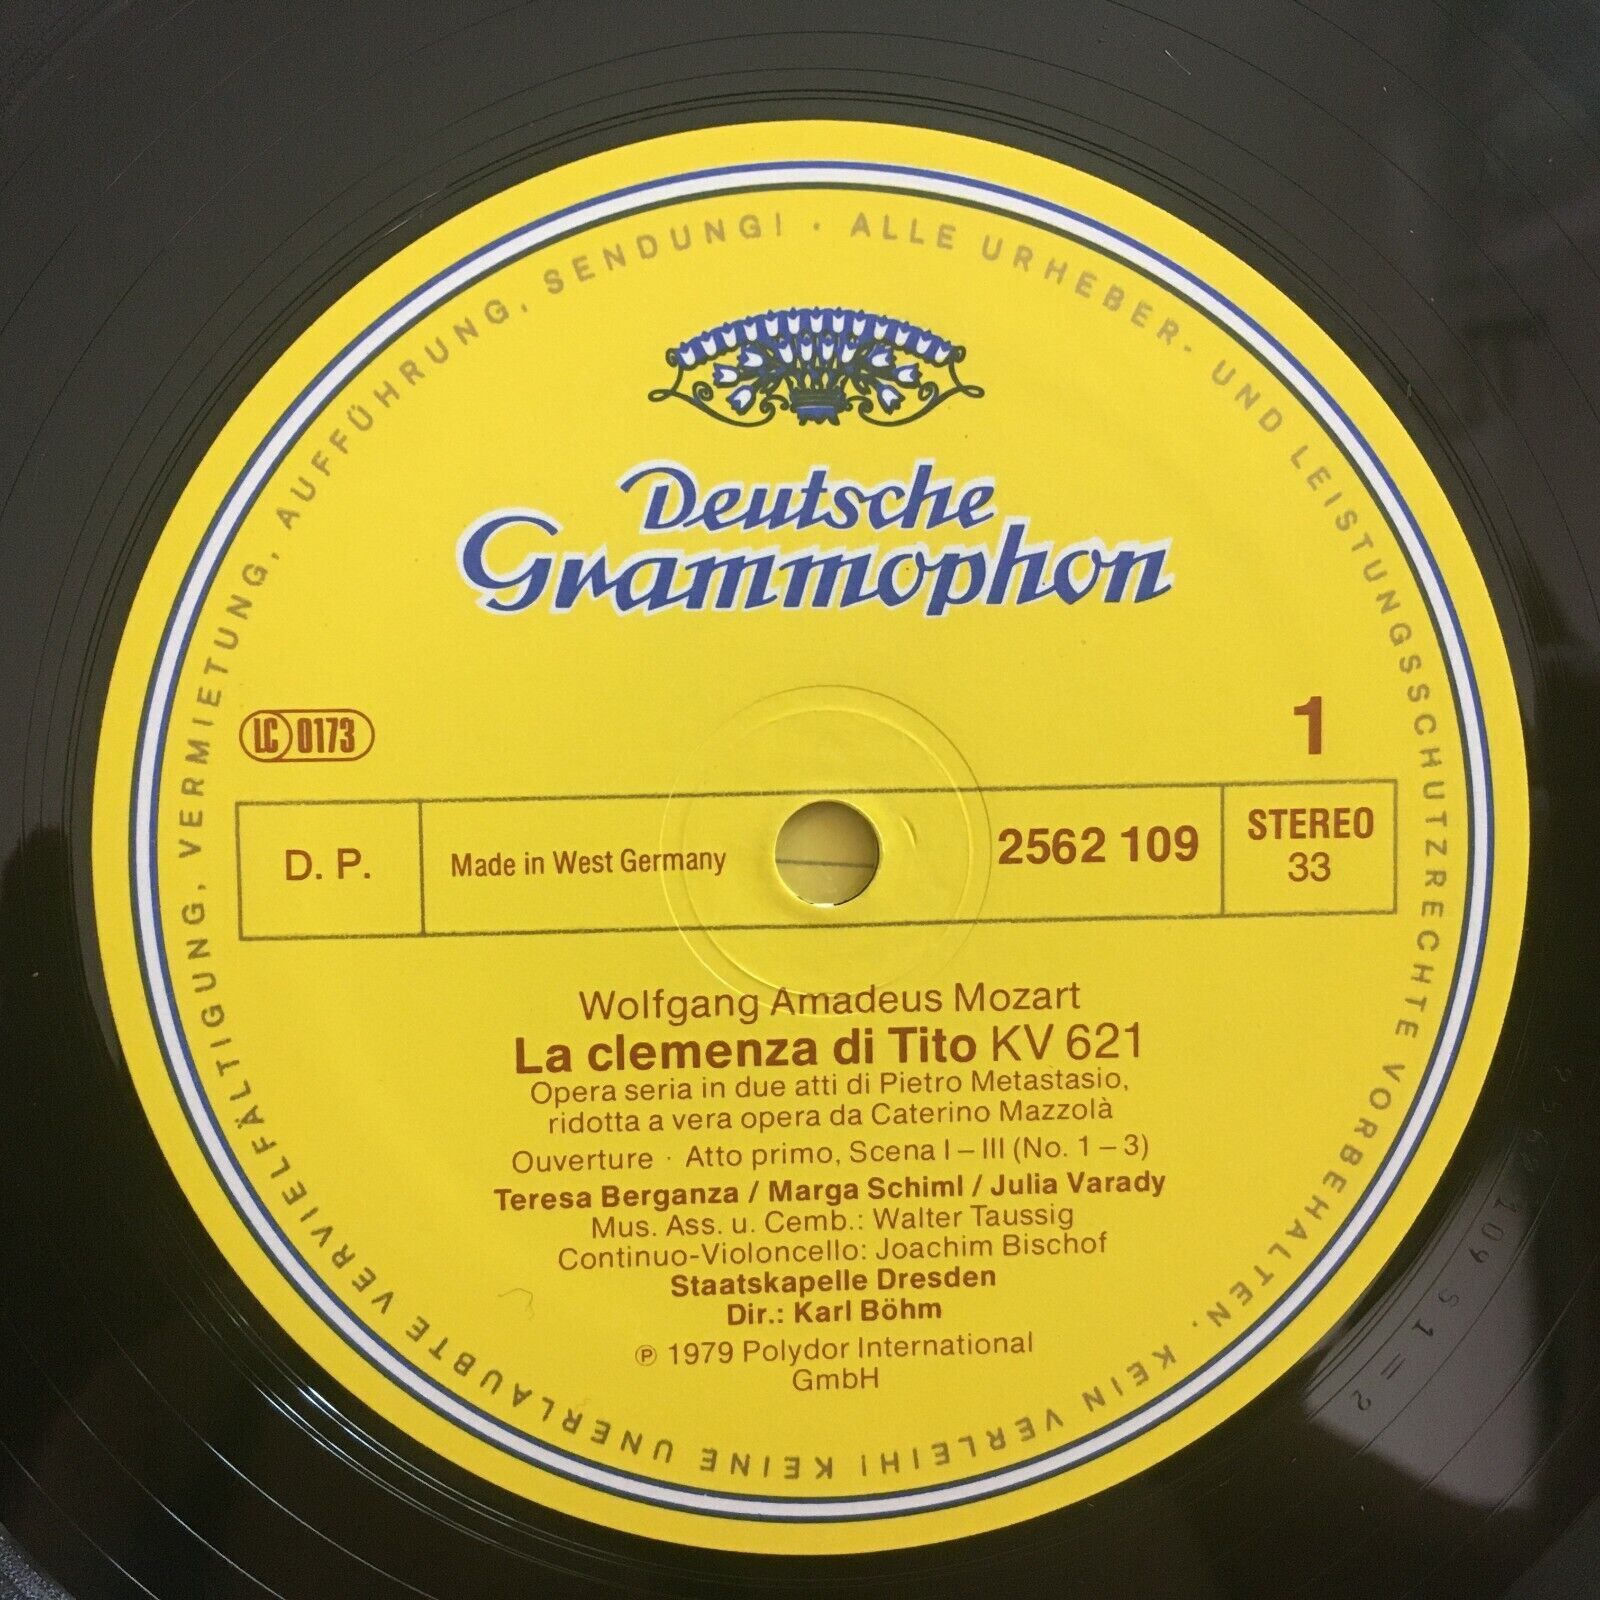 ALLE URHEBER- UND LEISTUNGSSCHUTZRECHTE VORBEHALTEN. KEIN VERLEIH! KEINE UNERLAUBTE VERVIELFÄLTIGUNG, VERMIETUNG, AUFFÜHRUNG, SENDUNG! ·
Deutsche
Grammophon
LC 0173
1
D. P.
Made in West Germany
2562 109
STEREO
33
Wolfgang Amadeus Mozart
La clemenza di Tito KV 621
Opera seria in due atti di Pietro Metastasio,
ridotta a vera opera da Caterino Mazzolà
Ouverture · Atto primo, Scena I – III (No. 1 – 3)
Teresa Berganza / Marga Schiml / Julia Varady
Mus. Ass. u. Cemb.: Walter Taussig
Continuo-Violoncello: Joachim Bischof
Staatskapelle Dresden
Dir.: Karl Böhm
℗ 1979 Polydor International
GmbH
109 S 1 = 2